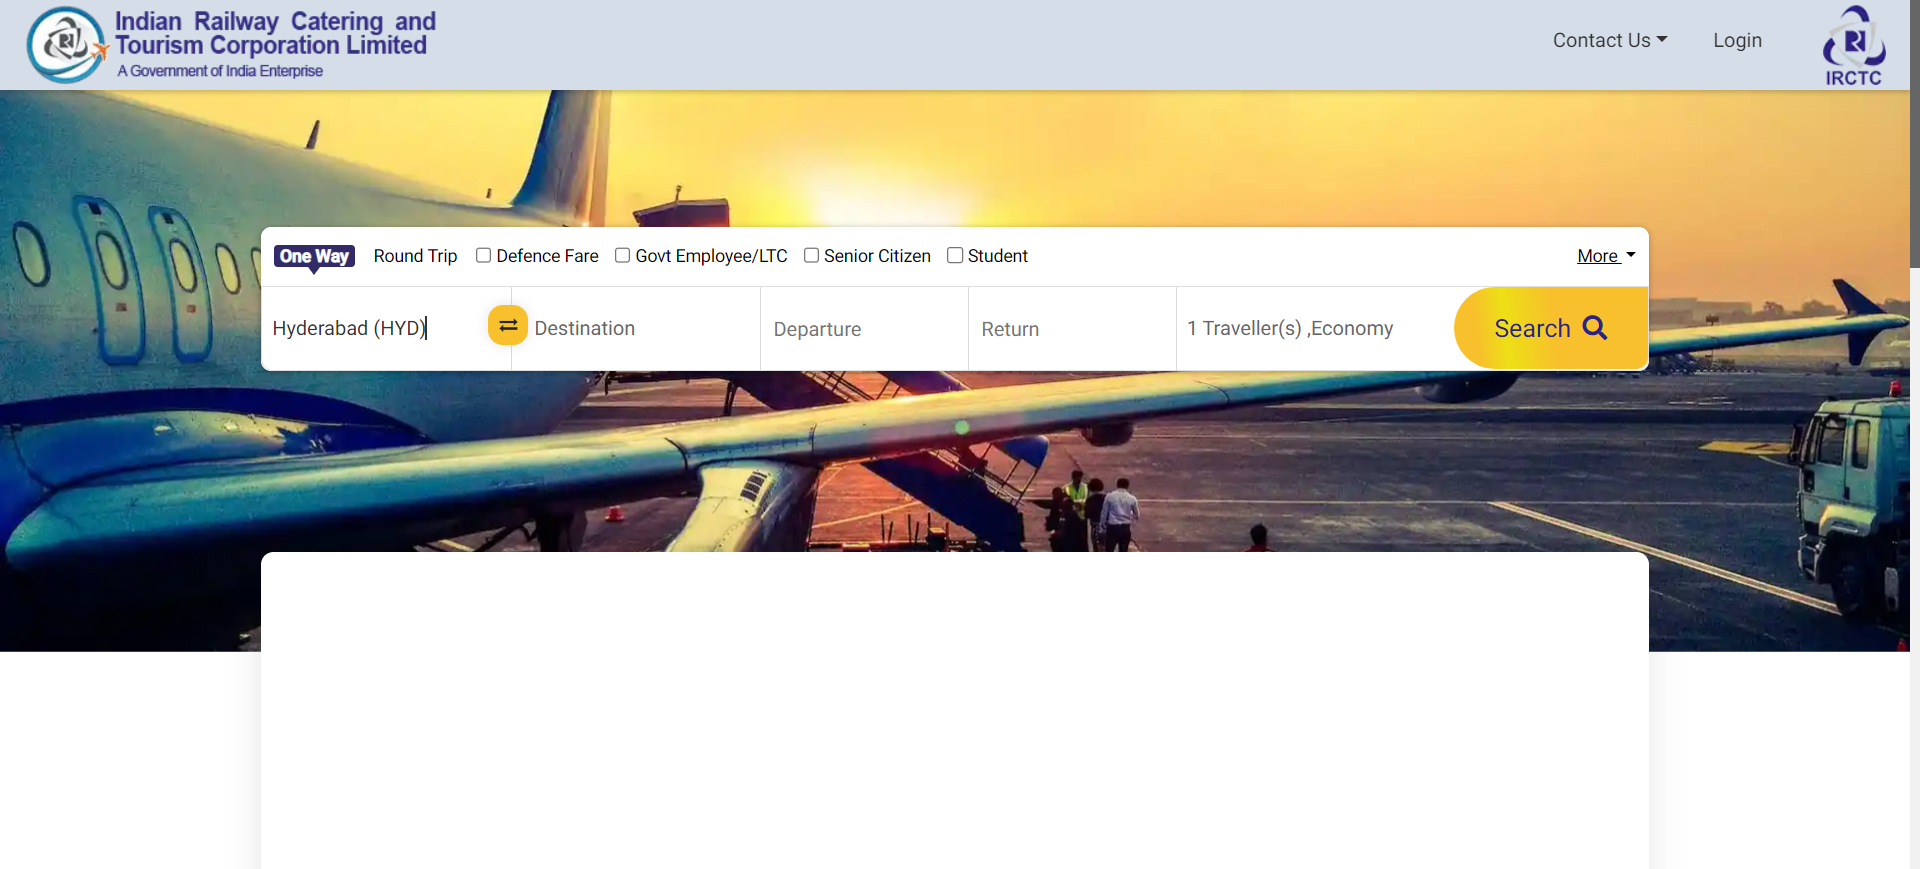 Indian Railway Catering and
Tourism Corporation Limited
A Government of India Enterprise
Contact Us
Login
IRCTC
One Way
Round Trip
Defence Fare
Govt Employee/LTC
Senior Citizen
Student
More
Hyderabad (HYD)
Destination
Departure
Return
1 Traveller(s) ,Economy
Search